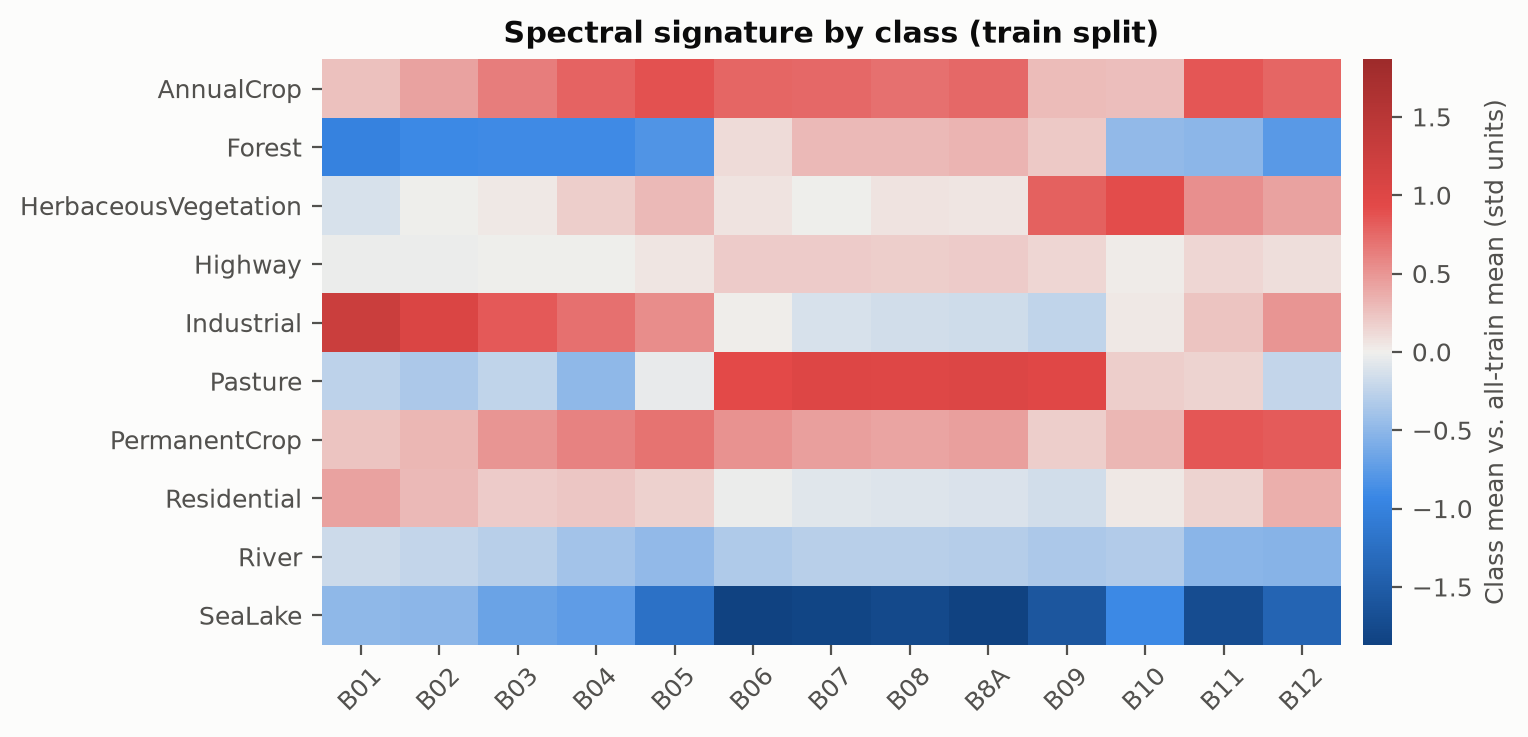 Spectral signature by class (train split)
AnnualCrop
Forest
HerbaceousVegetation
Highway
Industrial
Pasture
PermanentCrop
Residential
River
SeaLake
B01 B02 B03 B04 B05 B06 B07 B08 B8A B09 B10 B11 B12
1.5
1.0
0.5
0.0
−0.5
−1.0
−1.5
Class mean vs. all-train mean (std units)